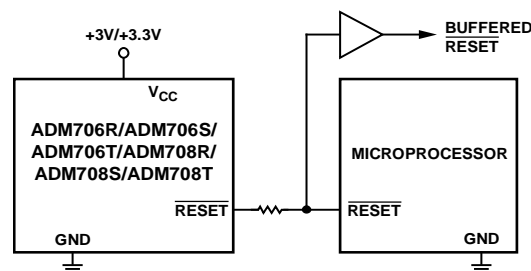 +3V/+3.3V
BUFFERED
RESET
VCC
ADM706R/ADM706S/
ADM706T/ADM708R/
ADM708S/ADM708T
MICROPROCESSOR
RESET
RESET
GND
GND